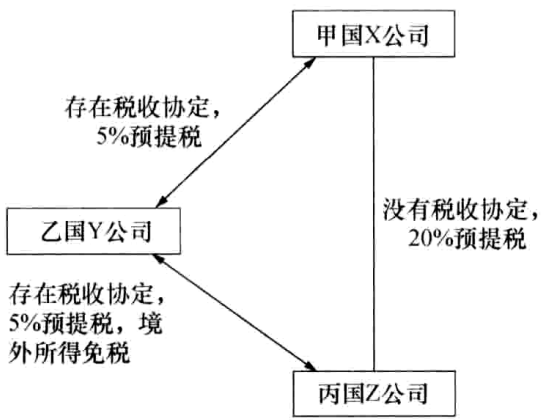 甲国X公司
存在税收协定，
5%预提税
乙国Y公司
没有税收协定，
20%预提税
存在税收协定，
5%预提税，境
外所得免税
丙国Z公司